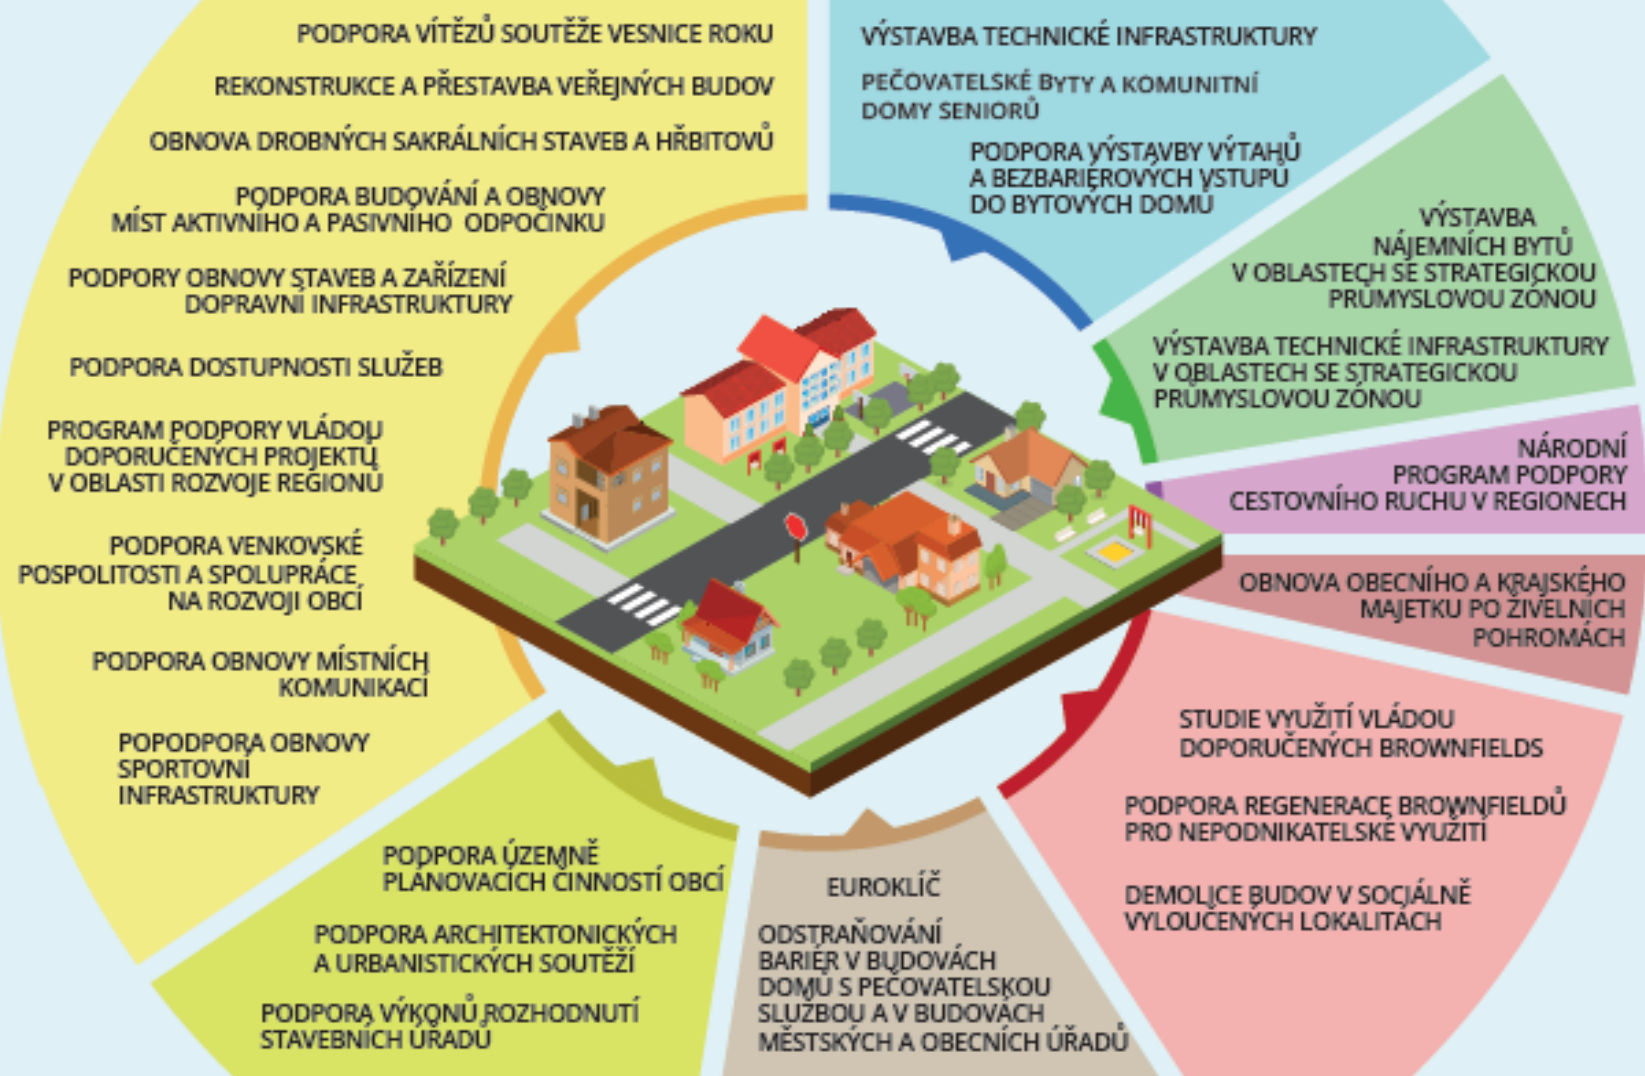 PODPORA VÍTĚZŮ SOUTĚŽE VESNICE ROKU
REKONSTRUKCE A PŘESTAVBA VEŘEJNÝCH BUDOV
OBNOVA DROBNÝCH SAKRÁLNÍCH STAVEB A HŘBITOVŮ
PODPORA BUDOVÁNÍ A OBNOVY
MÍST AKTIVNÍHO A PASIVNÍHO ODPOČINKU
PODPORY OBNOVY STAVEB A ZAŘÍZENÍ
DOPRAVNÍ INFRASTRUKTURY
PODPORA DOSTUPNOSTI SLUŽEB
PROGRAM PODPORY VLÁDOU
DOPORUČENÝCH PROJEKTŮ
V OBLASTI ROZVOJE REGIONŮ
PODPORA VENKOVSKÉ
POSPOLITOSTI A SPOLUPRÁCE
NA ROZVOJI OBCÍ
PODPORA OBNOVY MÍSTNÍCH
KOMUNIKACÍ
POPODPORA OBNOVY
SPORTOVNÍ
INFRASTRUKTURY
VÝSTAVBA TECHNICKÉ INFRASTRUKTURY
PEČOVATELSKÉ BYTY A KOMUNITNÍ
DOMY SENIORŮ
PODPORA VÝSTAVBY VÝTAHŮ
A BEZBARIÉROVÝCH VSTUPŮ
DO BYTOVÝCH DOMŮ
VÝSTAVBA
NÁJEMNÍCH BYTŮ
V OBLASTECH SE STRATEGICKOU
PRŮMYSLOVOU ZÓNOU
VÝSTAVBA TECHNICKÉ INFRASTRUKTURY
V OBLASTECH SE STRATEGICKOU
PRŮMYSLOVOU ZÓNOU
NÁRODNÍ
PROGRAM PODPORY
CESTOVNÍHO RUCHU V REGIONECH
OBNOVA OBECNÍHO A KRAJSKÉHO
MAJETKU PO ŽIVELNÍCH
POHROMÁCH
STUDIE VYUŽITÍ VLÁDOU
DOPORUČENÝCH BROWNFIELDS
PODPORA REGENERACE BROWNFIELDŮ
PRO NEPODNIKATELSKÉ VYUŽITÍ
DEMOLICE BUDOV V SOCIÁLNĚ
VYLOUČENÝCH LOKALITÁCH
EUROKLÍČ
ODSTRAŇOVÁNÍ
BARIÉR V BUDOVÁCH
DOMŮ S PEČOVATELSKOU
SLUŽBOU A V BUDOVÁCH
MĚSTSKÝCH A OBECNÍCH ÚŘADŮ
PODPORA ÚZEMNĚ
PLÁNOVACÍCH ČINNOSTÍ OBCÍ
PODPORA ARCHITEKTONICKÝCH
A URBANISTICKÝCH SOUTĚŽÍ
PODPORA VÝKONŮ ROZHODNUTÍ
STAVEBNÍCH ÚŘADŮ